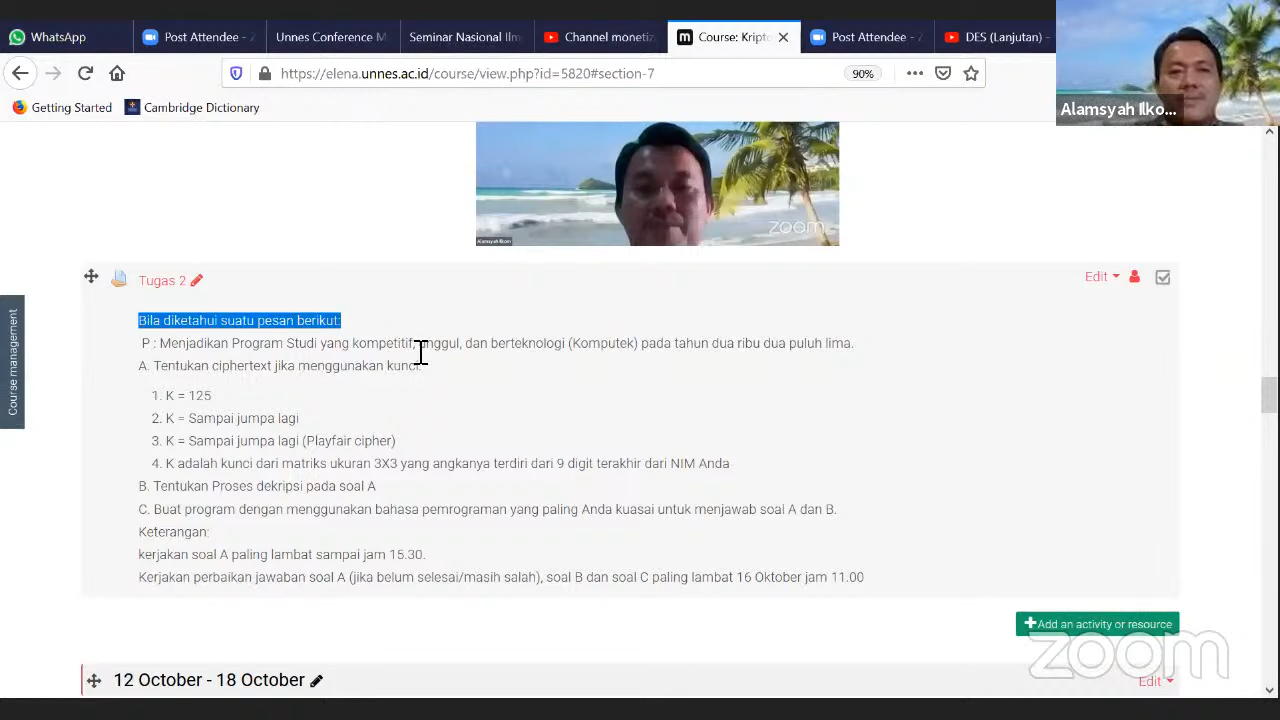 WhatsApp
Post Attendee - Z
Unnes Conference M
Seminar Nasional Ilm
Channel monetiz
Course: Kripto
Post Attendee - Z
DES (Lanjutan) -
https://elena.unnes.ac.id/course/view.php?id=5820#section-7
90%
Getting Started
Cambridge Dictionary
Alamsyah Ilko...
Alamsyah Ilkom
zoom
Course management
Tugas 2
Edit
Bila diketahui suatu pesan berikut:
P : Menjadikan Program Studi yang kompetitif, unggul, dan berteknologi (Komputek) pada tahun dua ribu dua puluh lima.
A. Tentukan ciphertext jika menggunakan kunci:
1. K = 125
2. K = Sampai jumpa lagi
3. K = Sampai jumpa lagi (Playfair cipher)
4. K adalah kunci dari matriks ukuran 3X3 yang angkanya terdiri dari 9 digit terakhir dari NIM Anda
B. Tentukan Proses dekripsi pada soal A
C. Buat program dengan menggunakan bahasa pemrograman yang paling Anda kuasai untuk menjawab soal A dan B.
Keterangan:
kerjakan soal A paling lambat sampai jam 15.30.
Kerjakan perbaikan jawaban soal A (jika belum selesai/masih salah), soal B dan soal C paling lambat 16 Oktober jam 11.00
Add an activity or resource
zoom
12 October - 18 October
Edit